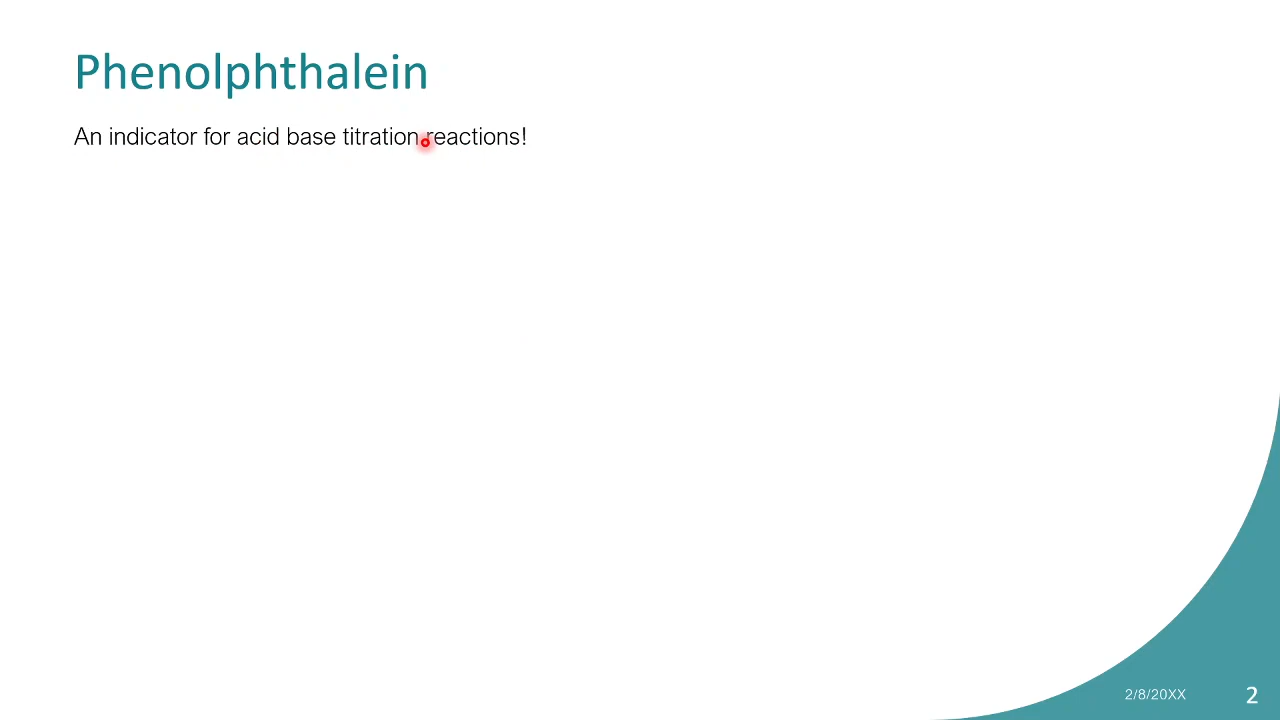 Phenolphthalein
An indicator for acid base titration reactions!
2/8/20XX
2